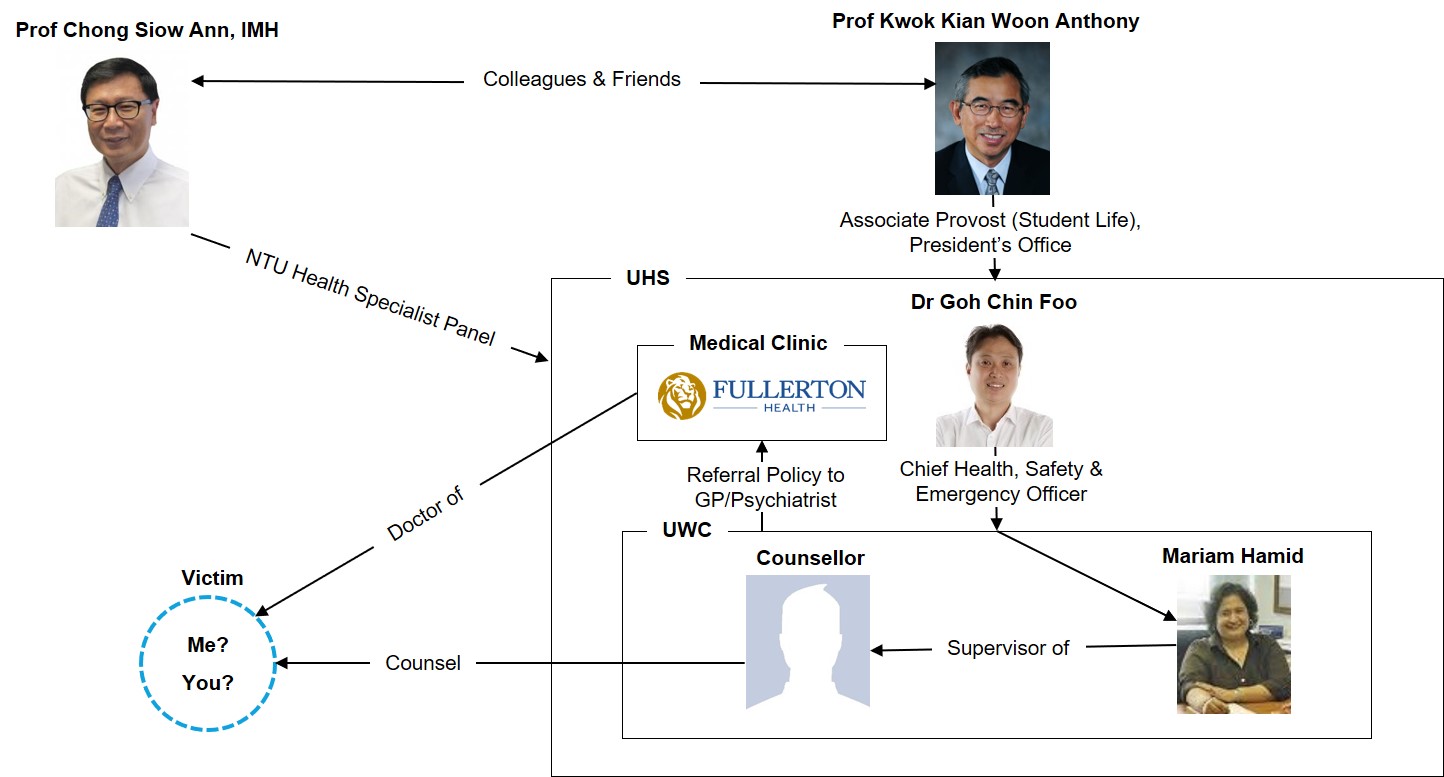 Prof Chong Siow Ann, IMH
Prof Kwok Kian Woon Anthony
Colleagues & Friends
Associate Provost (Student Life),
President’s Office
NTU Health Specialist Panel
UHS
Dr Goh Chin Foo
Medical Clinic
FULLERTON
HEALTH
Chief Health, Safety &
Emergency Officer
Referral Policy to
GP/Psychiatrist
Doctor of
UWC
Counsellor
Mariam Hamid
Victim
Me?
You?
Counsel
Supervisor of